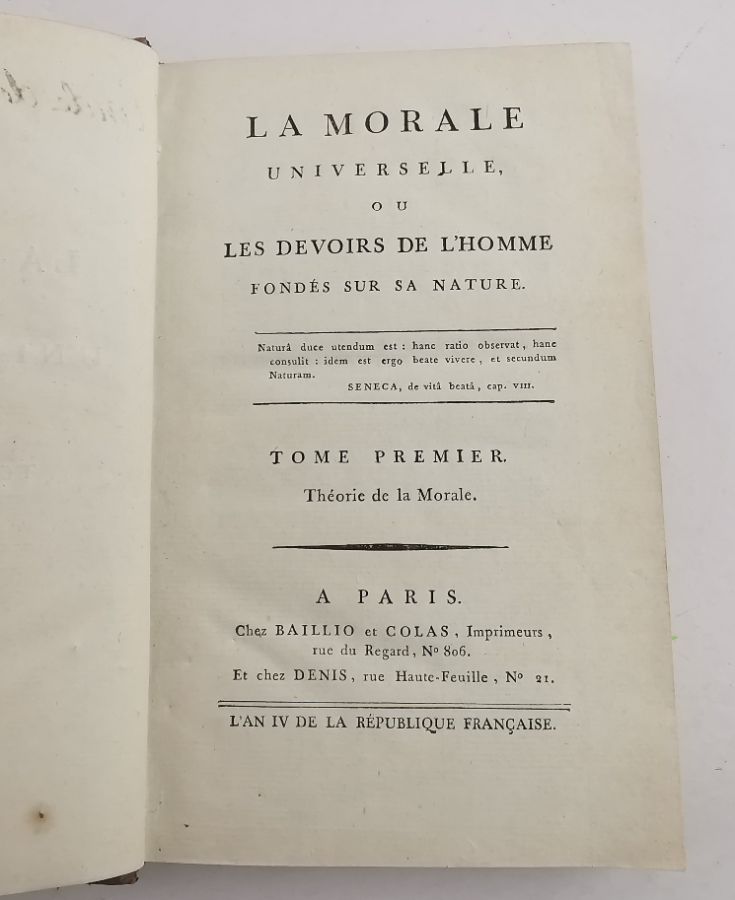 LA MORALE
UNIVERSELLE,
OU
LES DEVOIRS DE L'HOMME
FONDÉS SUR SA NATURE.
Naturâ duce utendum est : hanc ratio observat, hanc
consulit : idem est ergo beate vivere, et secundum
Naturam.
SENECA, de vitâ beatâ, cap. VIII.
TOME PREMIER.
Théorie de la Morale.
A PARIS.
Chez BAILLIO et COLAS, Imprimeurs,
rue du Regard, Nº 806.
Et chez DENIS, rue Haute-Feuille, Nº 21.
L'AN IV DE LA RÉPUBLIQUE FRANÇAISE.